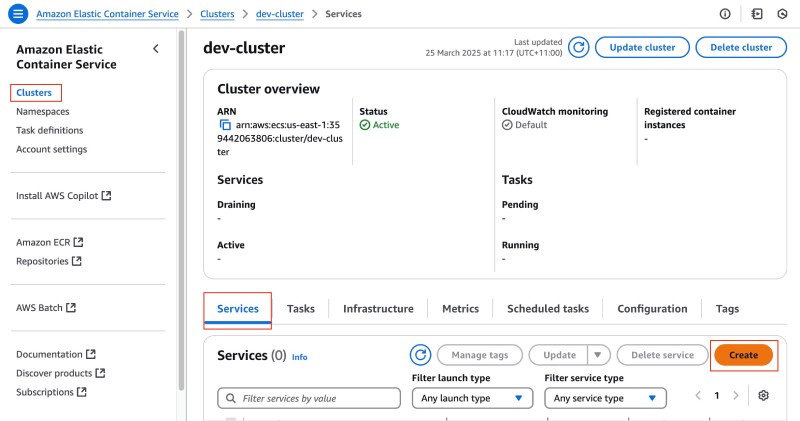 Amazon Elastic Container Service > Clusters > dev-cluster > Services
Amazon Elastic
Container Service
Clusters
Namespaces
Task definitions
Account settings
Install AWS Copilot
Amazon ECR
Repositories
AWS Batch
Documentation
Discover products
Subscriptions
dev-cluster
Last updated
25 March 2025 at 11:17 (UTC+11:00)
Update cluster
Delete cluster
Cluster overview
ARN
arn:aws:ecs:us-east-1:35
9442063806:cluster/dev-clus
ter
Status
Active
CloudWatch monitoring
Default
Registered container
instances
-
Services
Draining
-
Active
-
Tasks
Pending
-
Running
-
Services
Tasks
Infrastructure
Metrics
Scheduled tasks
Configuration
Tags
Services (0) Info
Manage tags
Update
Delete service
Create
Filter services by value
Filter launch type
Any launch type
Filter service type
Any service type
1